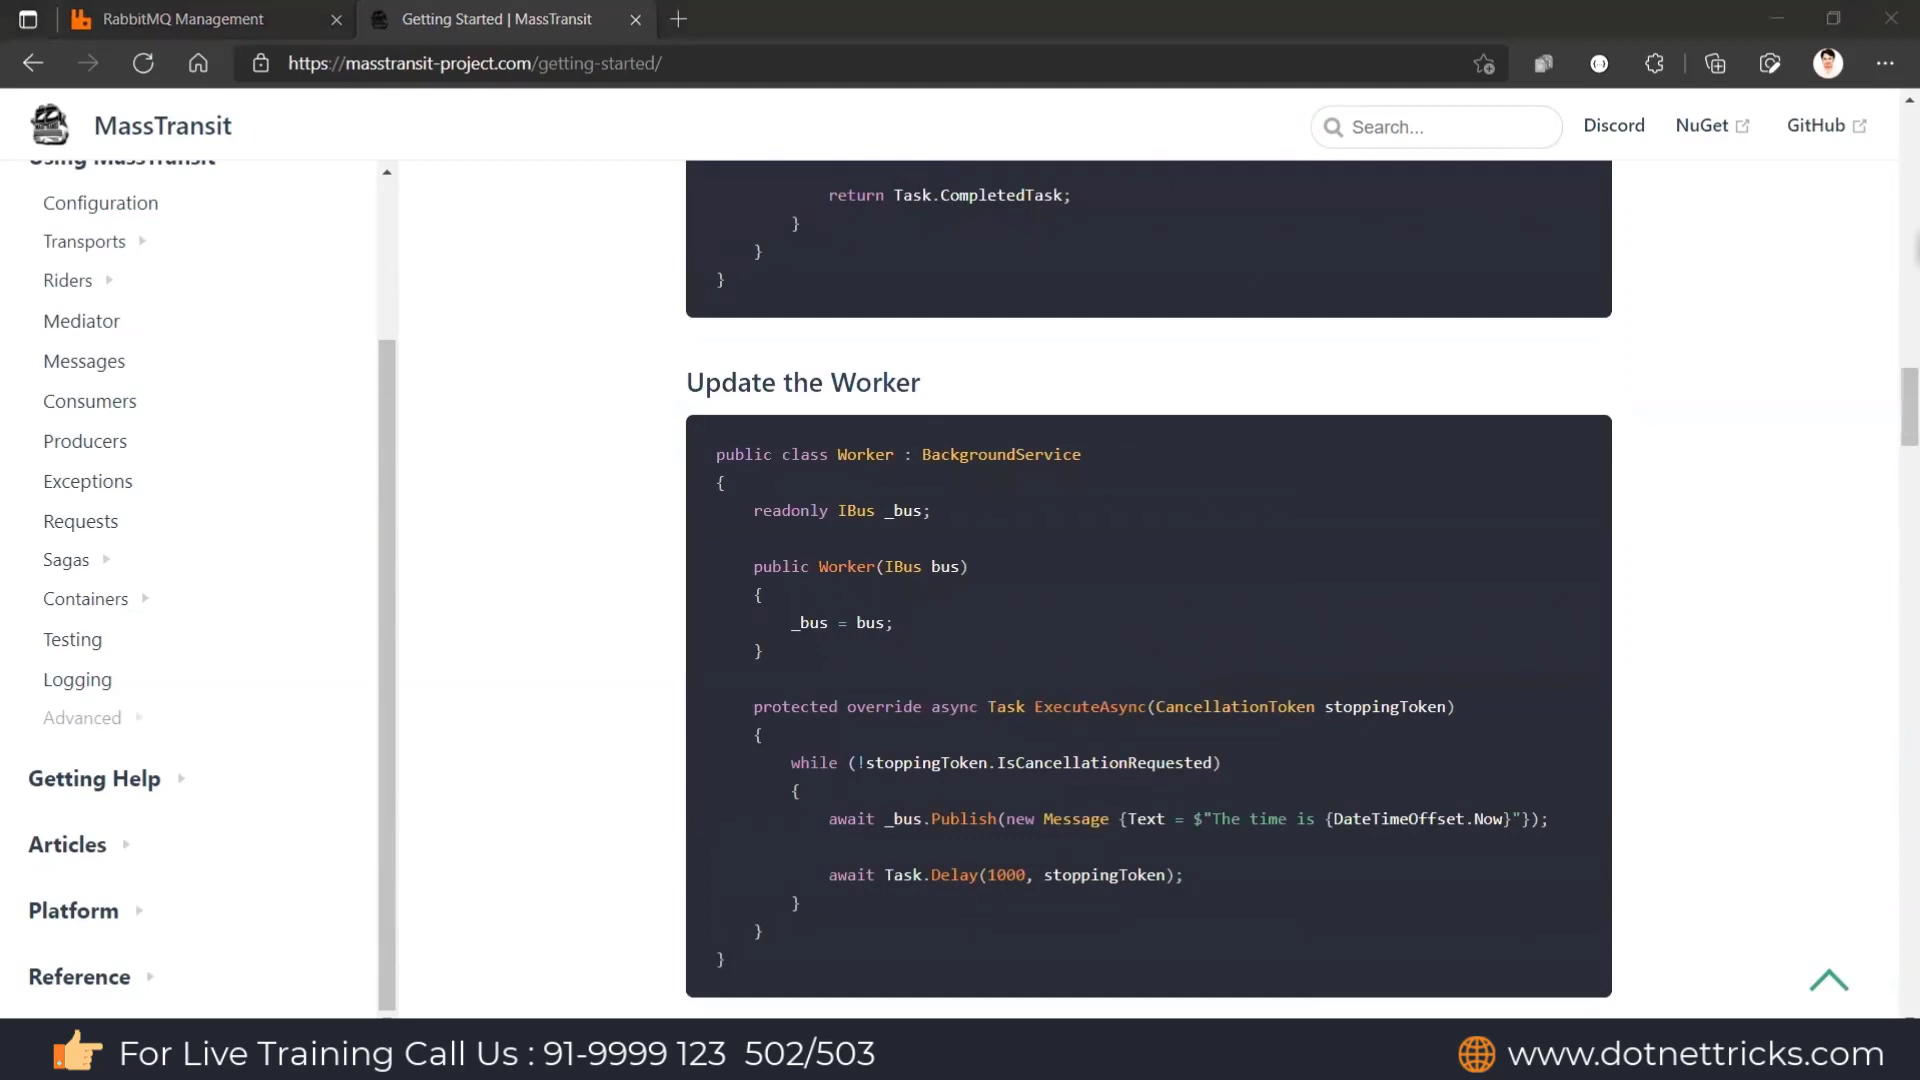 RabbitMQ Management
Getting Started | MassTransit
https://masstransit-project.com/getting-started/
MassTransit
Search...
Discord
NuGet
GitHub
Using MassTransit
Configuration
Transports
Riders
Mediator
Messages
Consumers
Producers
Exceptions
Requests
Sagas
Containers
Testing
Logging
Advanced
Getting Help
Articles
Platform
Reference
return Task.CompletedTask;
}
}
}
Update the Worker
public class Worker : BackgroundService
{
readonly IBus _bus;
public Worker(IBus bus)
{
_bus = bus;
}
protected override async Task ExecuteAsync(CancellationToken stoppingToken)
{
while (!stoppingToken.IsCancellationRequested)
{
await _bus.Publish(new Message {Text = $"The time is {DateTimeOffset.Now}"});
await Task.Delay(1000, stoppingToken);
}
}
}
For Live Training Call Us : 91-9999 123 502/503
www.dotnettricks.com